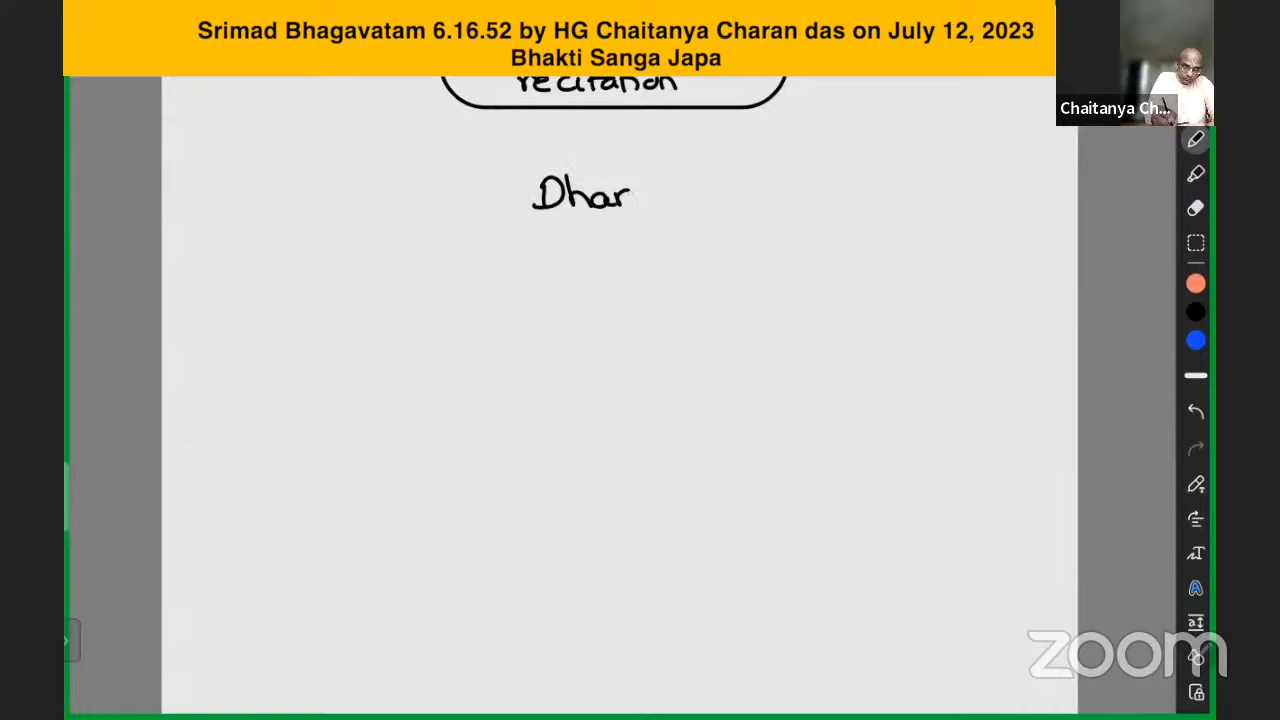 Srimad Bhagavatam 6.16.52 by HG Chaitanya Charan das on July 12, 2023
Bhakti Sanga Japa
Chaitanya Ch...
recitation
Dhar
zoom